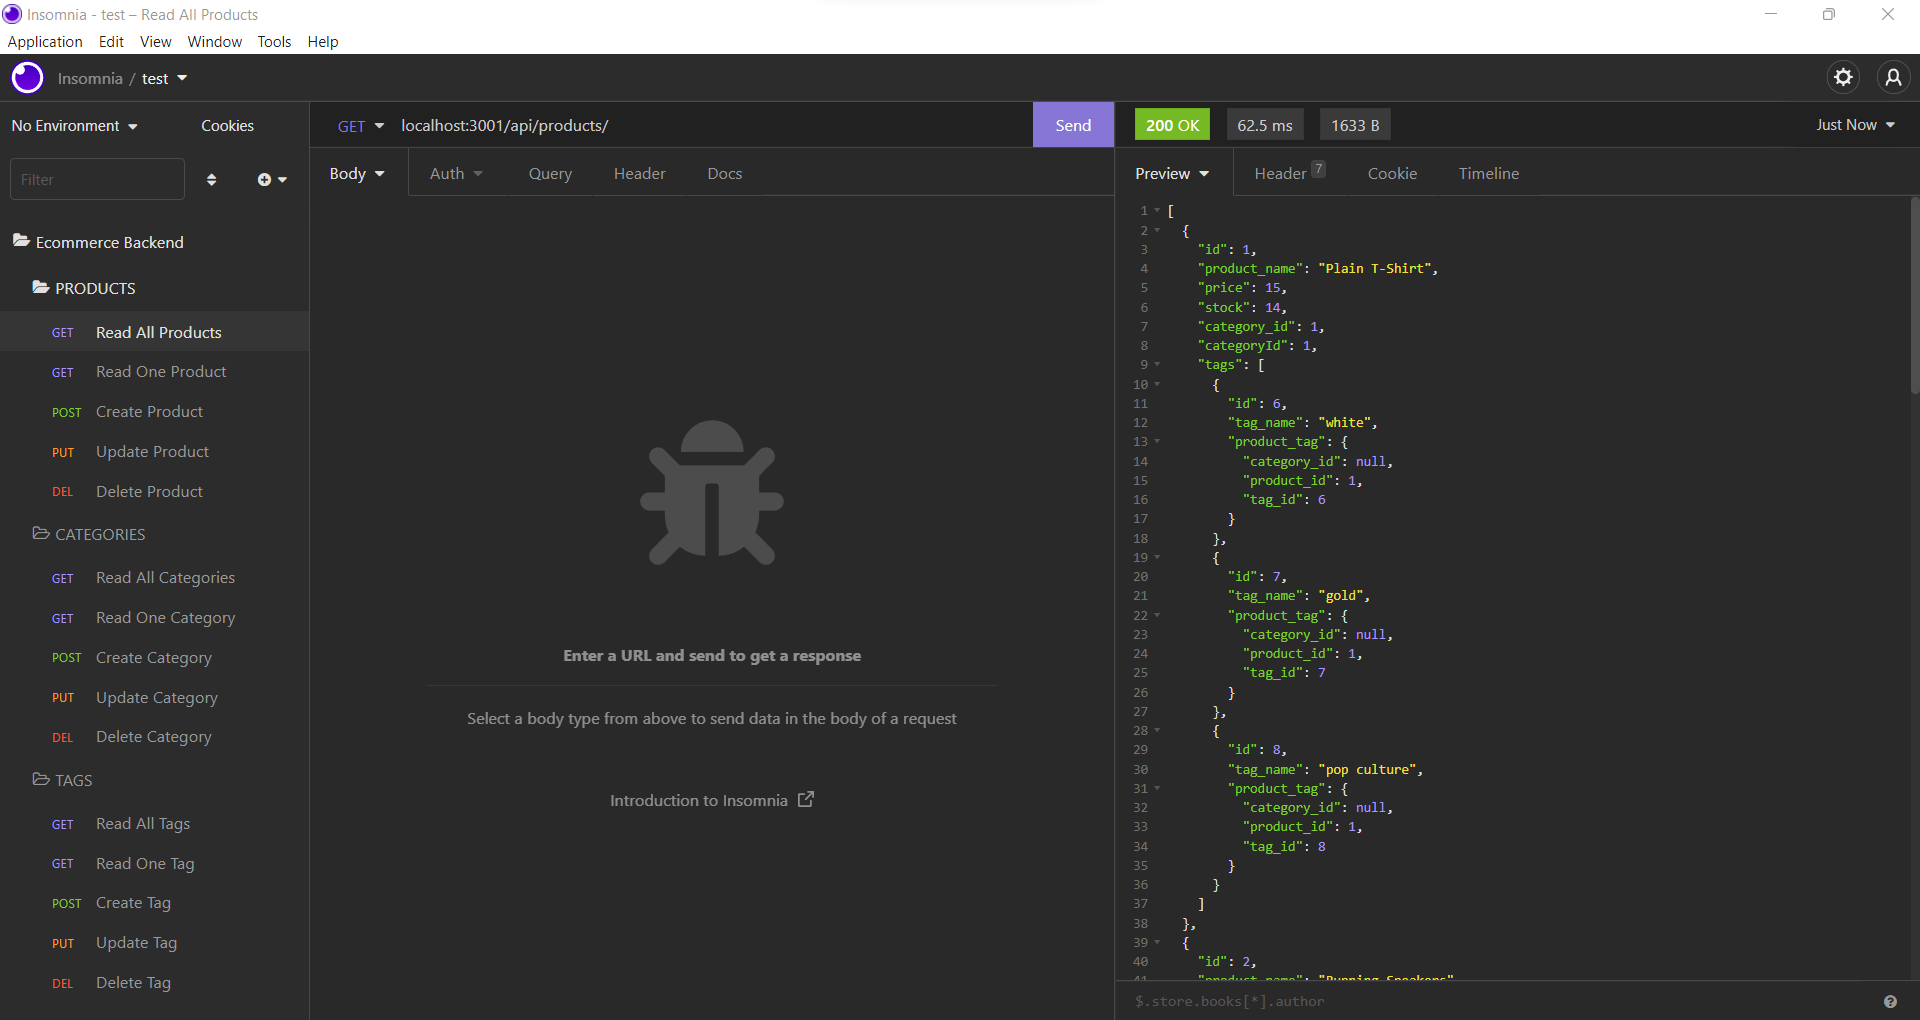 Insomnia - test – Read All Products
Application Edit View Window Tools Help
Insomnia / test
No Environment Cookies
Filter
Ecommerce Backend
PRODUCTS
GET Read All Products
GET Read One Product
POST Create Product
PUT Update Product
DEL Delete Product
CATEGORIES
GET Read All Categories
GET Read One Category
POST Create Category
PUT Update Category
DEL Delete Category
TAGS
GET Read All Tags
GET Read One Tag
POST Create Tag
PUT Update Tag
DEL Delete Tag
GET localhost:3001/api/products/ Send
Body Auth Query Header Docs
Enter a URL and send to get a response
Select a body type from above to send data in the body of a request
Introduction to Insomnia
200 OK 62.5 ms 1633 B Just Now
Preview Header 7 Cookie Timeline
1 [
2 {
3 "id": 1,
4 "product_name": "Plain T-Shirt",
5 "price": 15,
6 "stock": 14,
7 "category_id": 1,
8 "categoryId": 1,
9 "tags": [
10 {
11 "id": 6,
12 "tag_name": "white",
13 "product_tag": {
14 "category_id": null,
15 "product_id": 1,
16 "tag_id": 6
17 }
18 },
19 {
20 "id": 7,
21 "tag_name": "gold",
22 "product_tag": {
23 "category_id": null,
24 "product_id": 1,
25 "tag_id": 7
26 }
27 },
28 {
29 "id": 8,
30 "tag_name": "pop culture",
31 "product_tag": {
32 "category_id": null,
33 "product_id": 1,
34 "tag_id": 8
35 }
36 }
37 ]
38 },
39 {
40 "id": 2,
41 "product_name": "Running Sneakers"
$.store.books[*].author